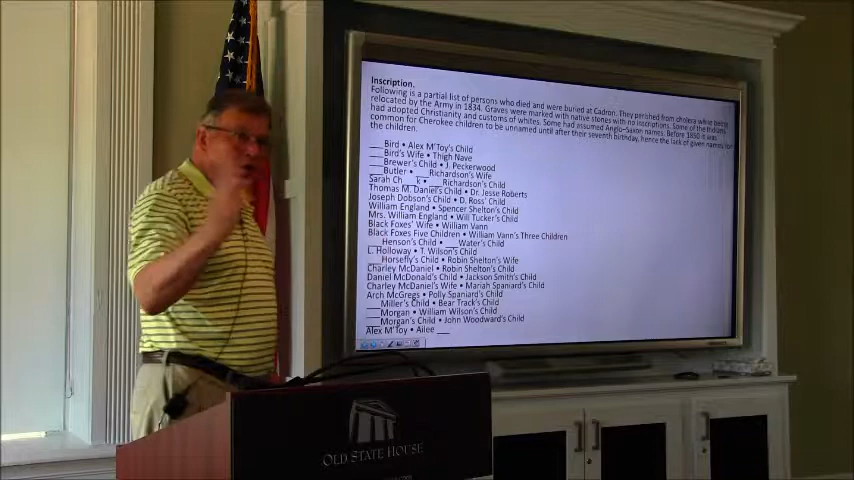 Inscription.
Following is a partial list of persons who died and were buried at Cadron. They perished from cholera while being
relocated by the Army in 1834. Graves were marked with native stones with no inscriptions. Some of the Indians
had adopted Christianity and customs of whites. Some had assumed Anglo-Saxon names. Before 1850 it was
common for Cherokee children to be unnamed until after their seventh birthday, hence the lack of given names for
the children.
___ Bird • Alex M'Toy's Child
___ Bird's Wife • Thigh Nave
___ Brewer's Child • J. Peckerwood
___ Butler • ___ Richardson's Wife
Sarah Ch__k • ___ Richardson's Child
Thomas M. Daniel's Child • Dr. Jesse Roberts
Joseph Dobson's Child • D. Ross' Child
William England • Spencer Shelton's Child
Mrs. William England • Will Tucker's Child
Black Foxes' Wife • William Vann
Black Foxes Five Children • William Vann's Three Children
___ Henson's Child • ___ Water's Child
L. Holloway • T. Wilson's Child
___ Horsefly's Child • Robin Shelton's Wife
Charley McDaniel • Robin Shelton's Child
Daniel McDonald's Child • Jackson Smith's Child
Charley McDaniel's Wife • Mariah Spaniard's Child
Arch McGregs • Polly Spaniard's Child
___ Miller's Child • Bear Track's Child
___ Morgan • William Wilson's Child
___ Morgan's Child • John Woodward's Child
Alex M'Toy • Ailee ___
OLD STATE HOUSE